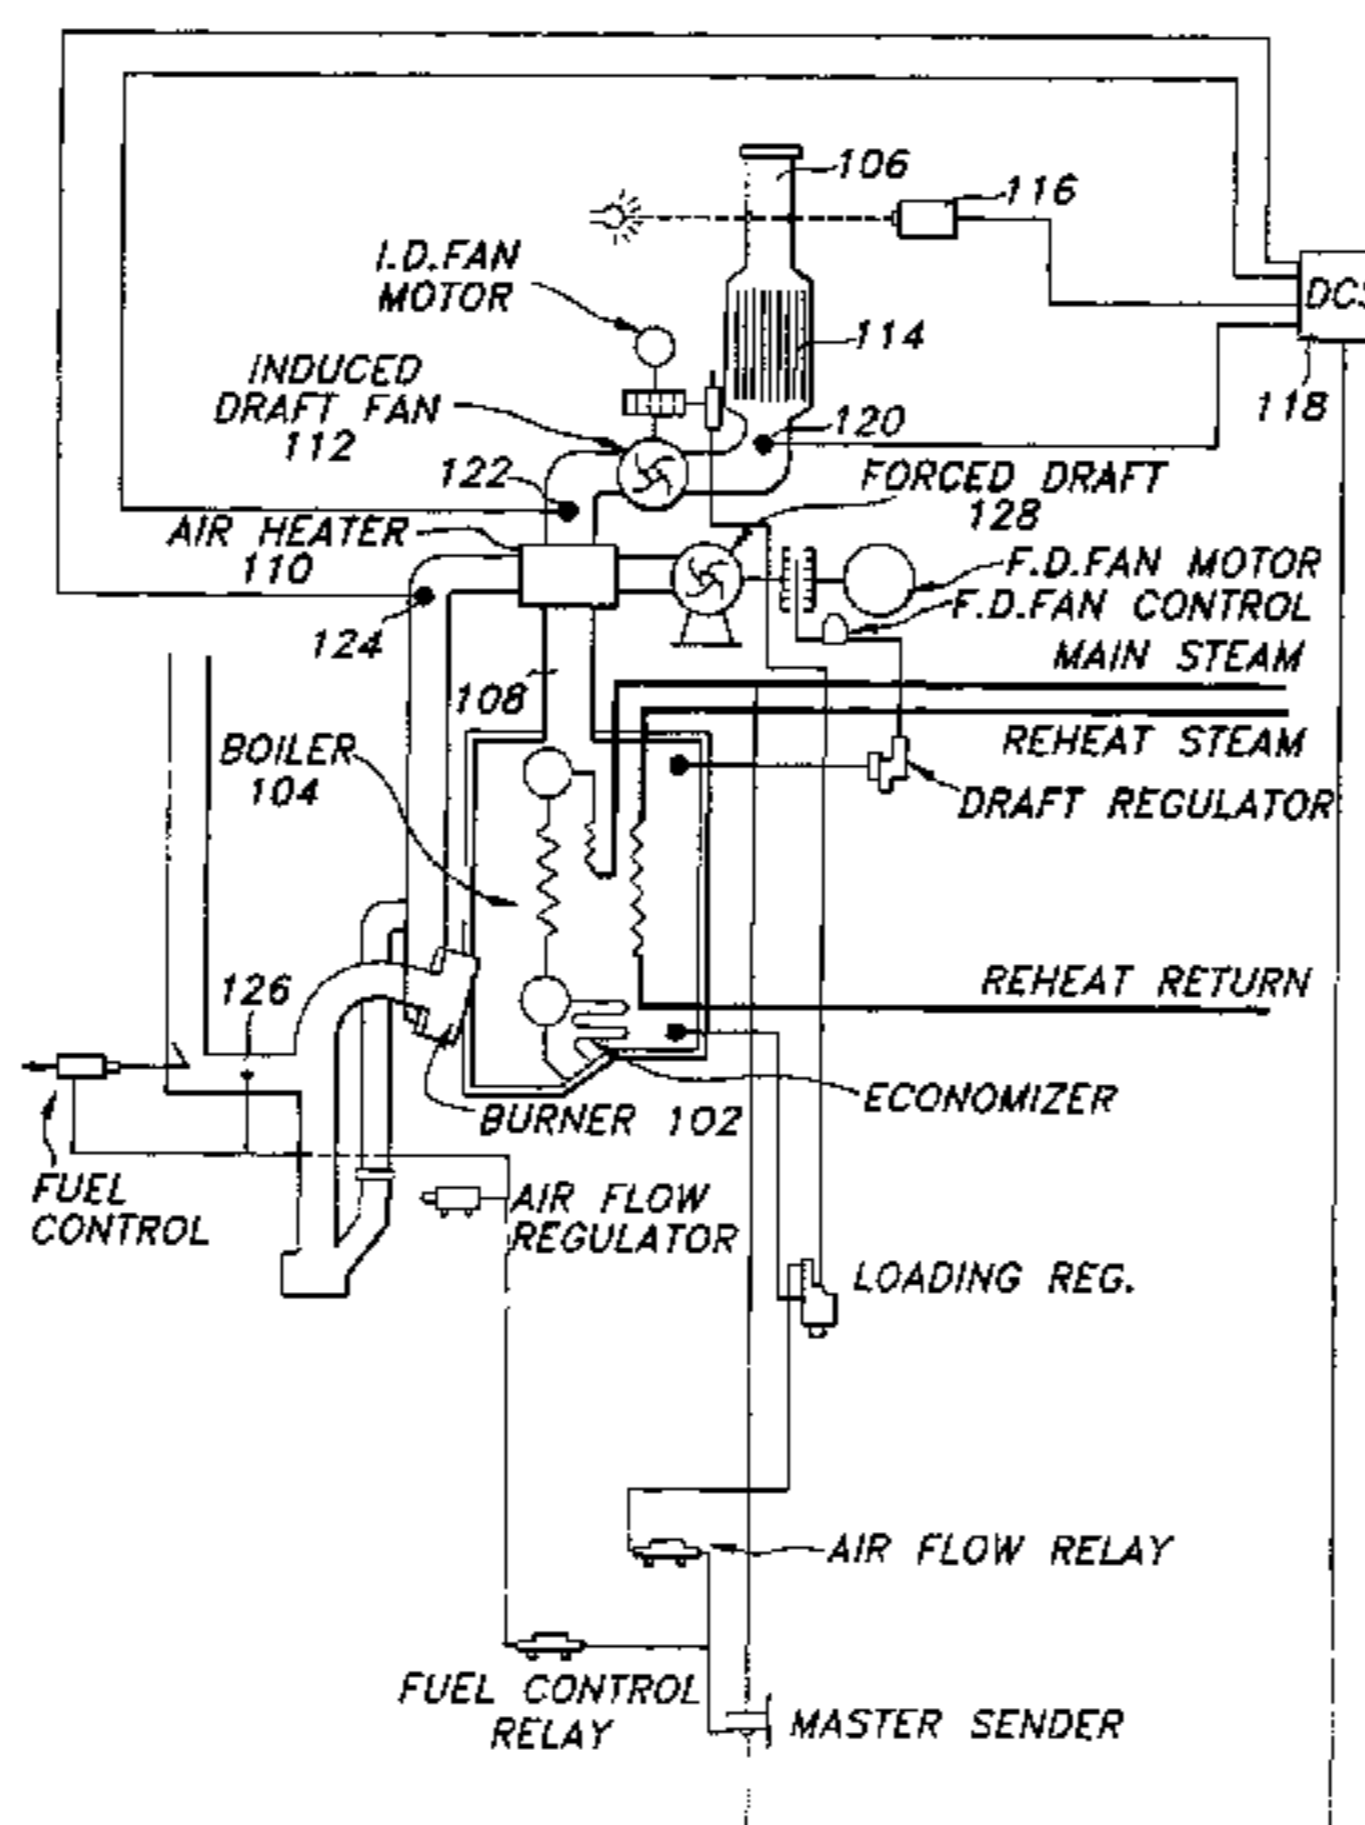 106
116
I.D.FAN
MOTOR
DCS
114
INDUCED
DRAFT FAN
112
118
120
122
FORCED DRAFT
128
AIR HEATER
110
F.D.FAN MOTOR
F.D.FAN CONTROL
124
MAIN STEAM
108
REHEAT STEAM
BOILER
104
DRAFT REGULATOR
126
REHEAT RETURN
ECONOMIZER
BURNER 102
FUEL
CONTROL
AIR FLOW
REGULATOR
LOADING REG.
AIR FLOW RELAY
FUEL CONTROL
RELAY
MASTER SENDER